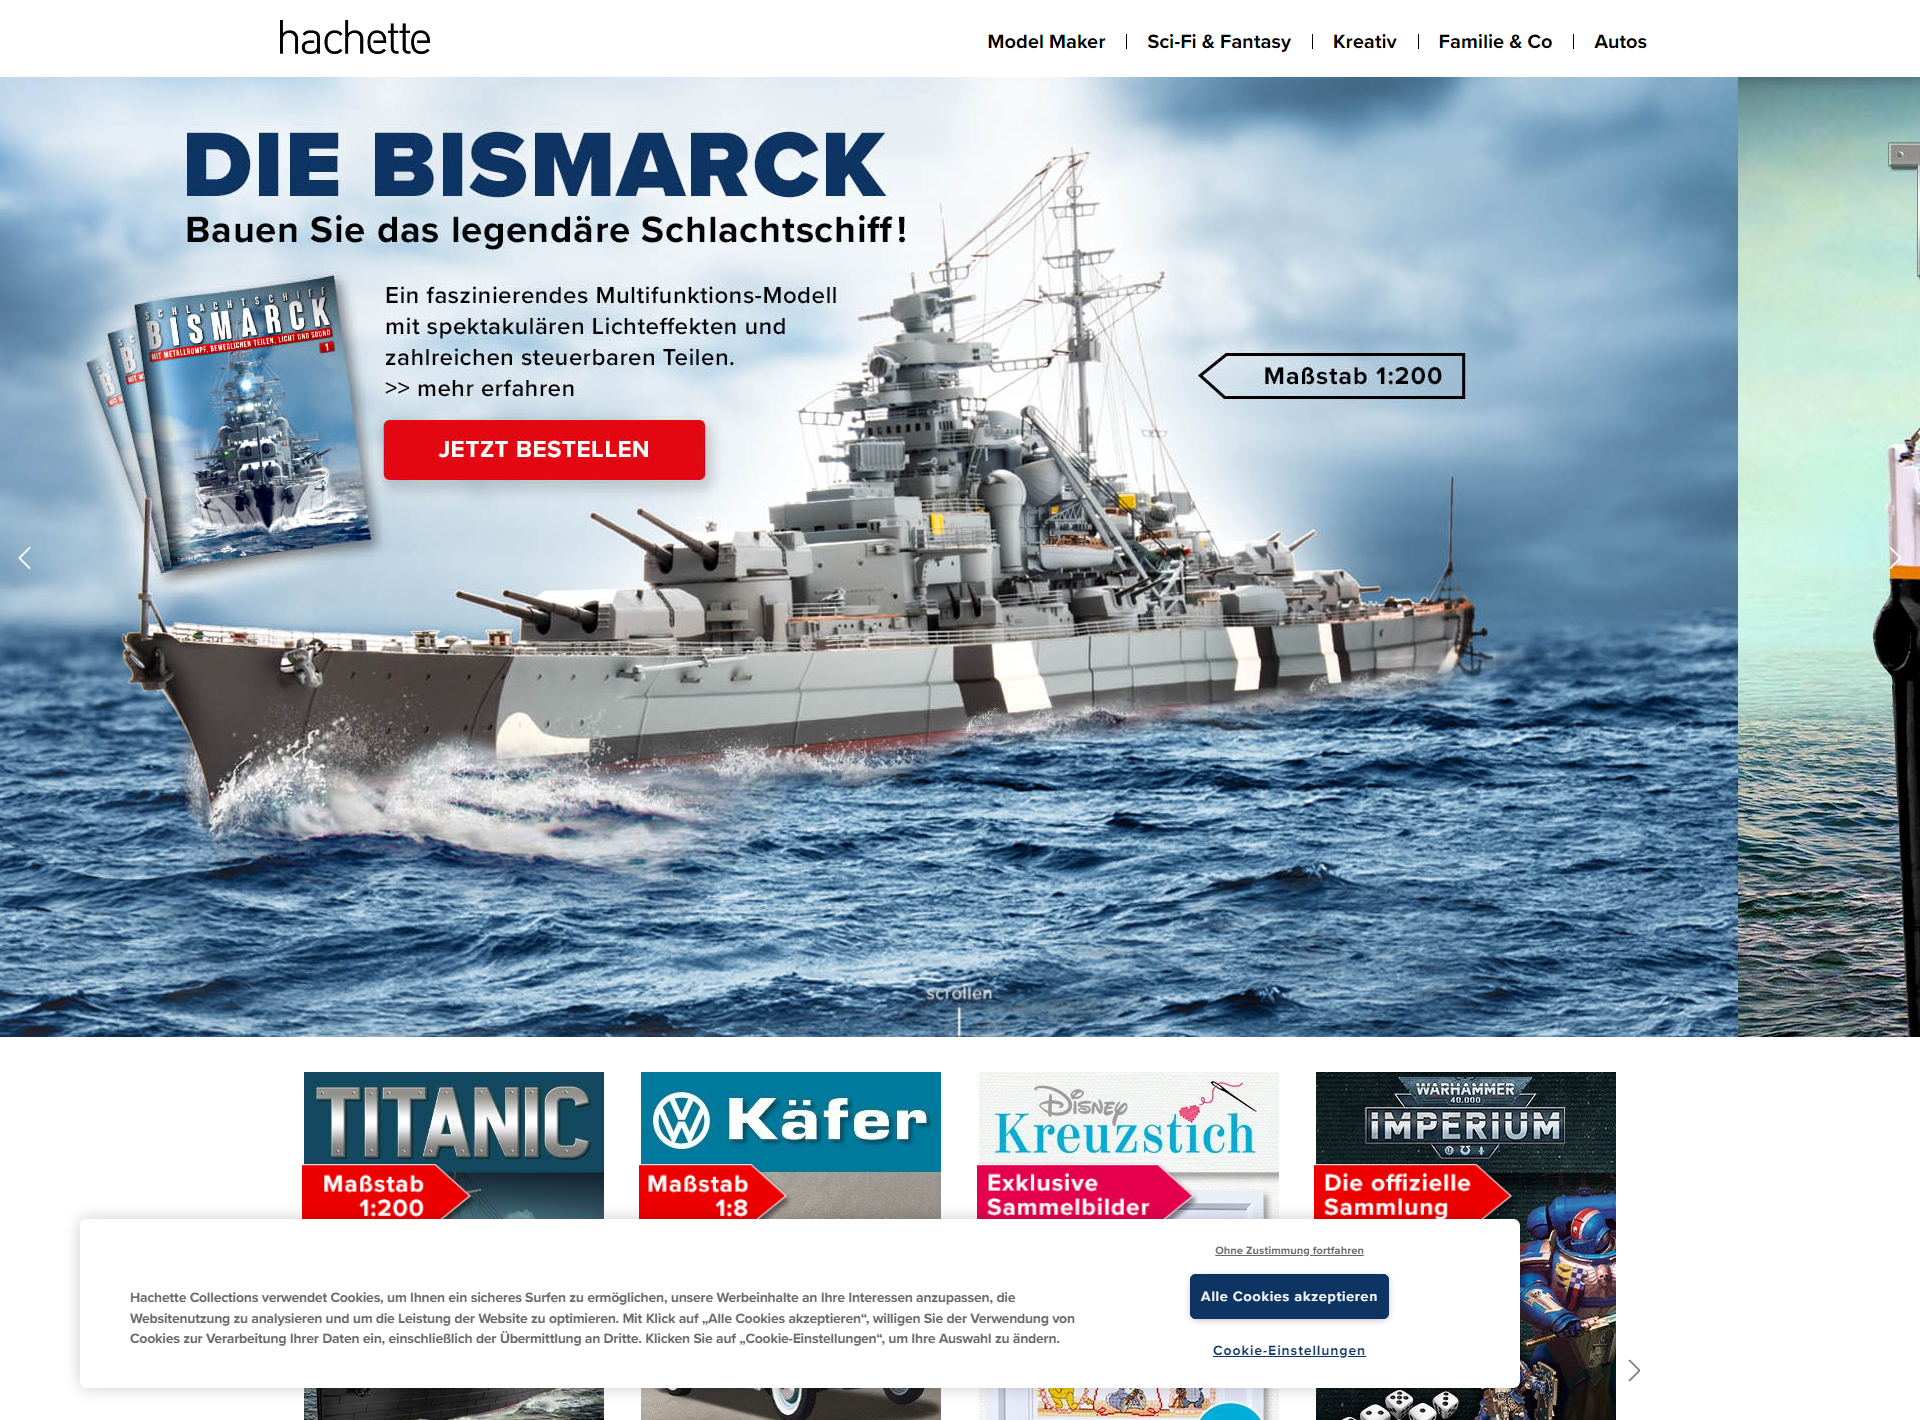 hachette
Model Maker
Sci-Fi & Fantasy
Kreativ
Familie & Co
Autos
DIE BISMARCK
Bauen Sie das legendäre Schlachtschiff!
SCHLACHTSCHIFF
BISMARCK
MIT METALLRUMPF, BEWEGLICHEN TEILEN, LICHT UND SOUND
1
Ein faszinierendes Multifunktions-Modell
mit spektakulären Lichteffekten und
zahlreichen steuerbaren Teilen.
>> mehr erfahren
JETZT BESTELLEN
Maßstab 1:200
scrollen
TITANIC
Maßstab
1:200
VW Käfer
Maßstab
1:8
Disney
Kreuzstich
Exklusive
Sammelbilder
WARHAMMER
40.000
IMPERIUM
Die offizielle
Sammlung
Hachette Collections verwendet Cookies, um Ihnen ein sicheres Surfen zu ermöglichen, unsere Werbeinhalte an Ihre Interessen anzupassen, die
Websitenutzung zu analysieren und um die Leistung der Website zu optimieren. Mit Klick auf „Alle Cookies akzeptieren“, willigen Sie der Verwendung von
Cookies zur Verarbeitung Ihrer Daten ein, einschließlich der Übermittlung an Dritte. Klicken Sie auf „Cookie-Einstellungen“, um Ihre Auswahl zu ändern.
Ohne Zustimmung fortfahren
Alle Cookies akzeptieren
Cookie-Einstellungen